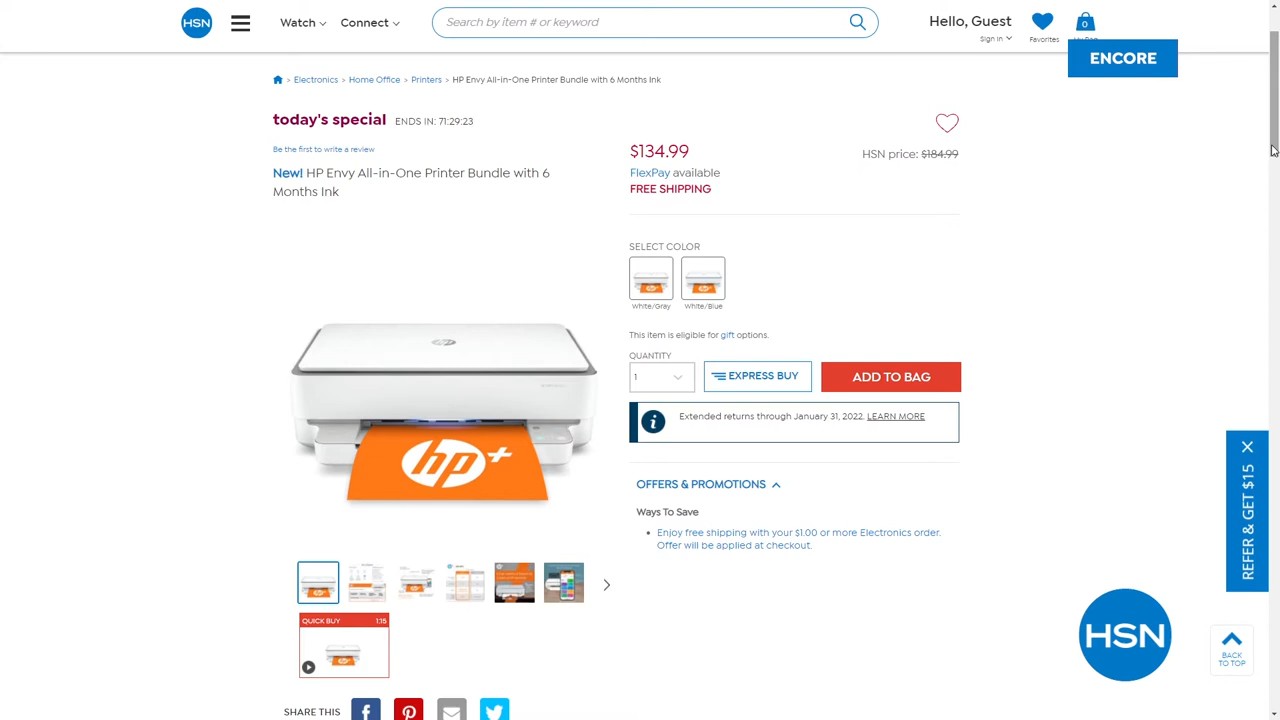 HSN
Watch
Connect
Search by item # or keyword
Hello, Guest
Sign In
Favorites
0
ENCORE
> Electronics > Home Office > Printers > HP Envy All-in-One Printer Bundle with 6 Months Ink
today's special ENDS IN: 71:29:23
Be the first to write a review
New! HP Envy All-in-One Printer Bundle with 6
Months Ink
$134.99
HSN price: $184.99
FlexPay available
FREE SHIPPING
SELECT COLOR
White/Gray
White/Blue
This item is eligible for gift options.
QUANTITY
1
EXPRESS BUY
ADD TO BAG
Extended returns through January 31, 2022. LEARN MORE
OFFERS & PROMOTIONS
Ways To Save
Enjoy free shipping with your $1.00 or more Electronics order.
Offer will be applied at checkout.
hp+
QUICK BUY 1:15
SHARE THIS
REFER & GET $15
HSN
BACK
TO TOP